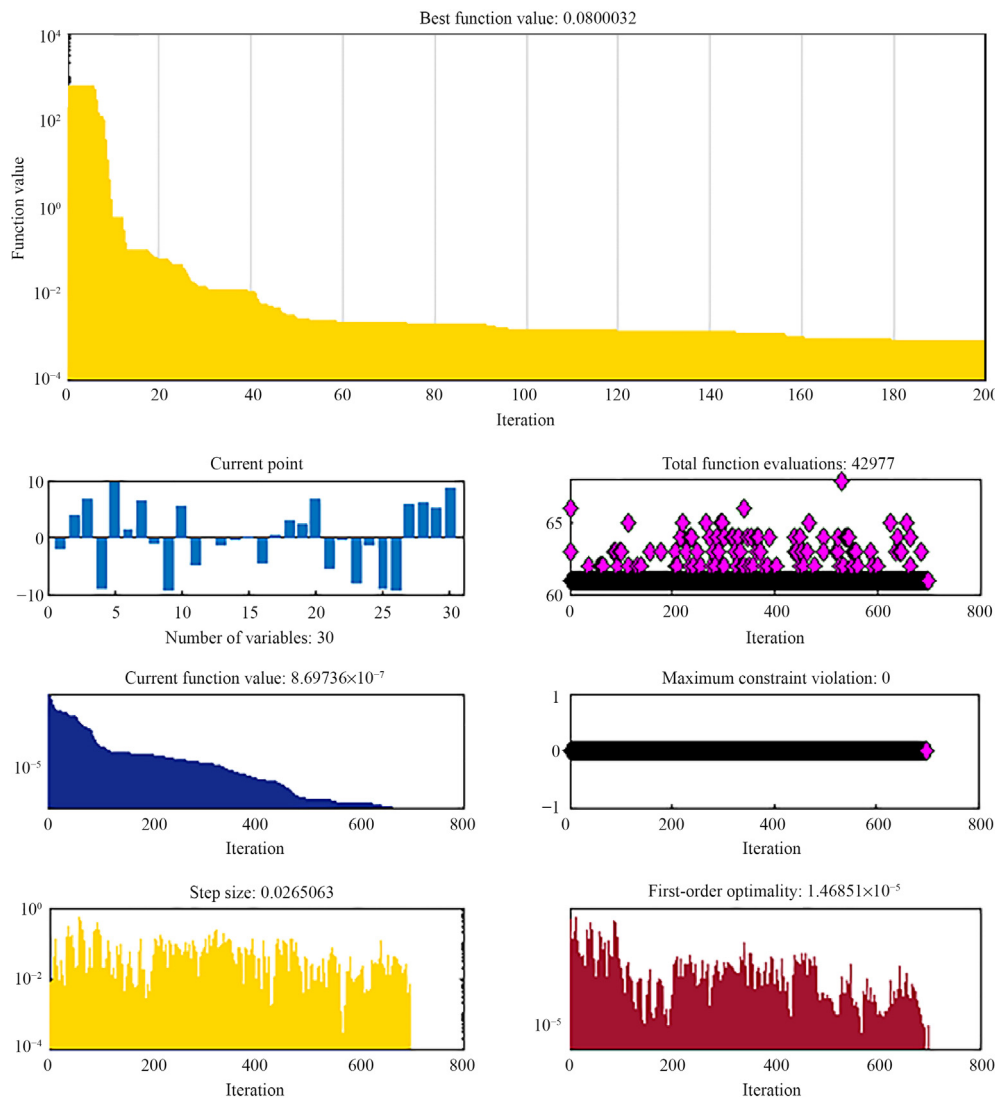 Best function value: 0.0800032
10⁴
10²
10⁰
10⁻²
10⁻⁴
Function value
0 20 40 60 80 100 120 140 160 180 200
Iteration
Current point
10
0
−10
0 5 10 15 20 25 30
Number of variables: 30
Total function evaluations: 42977
65
60
0 200 400 600 800
Iteration
Current function value: 8.69736×10⁻⁷
10⁻⁵
0 200 400 600 800
Iteration
Maximum constraint violation: 0
1
0
−1
0 200 400 600 800
Iteration
Step size: 0.0265063
10⁰
10⁻²
10⁻⁴
0 200 400 600 800
Iteration
First-order optimality: 1.46851×10⁻⁵
10⁻⁵
0 200 400 600 800
Iteration